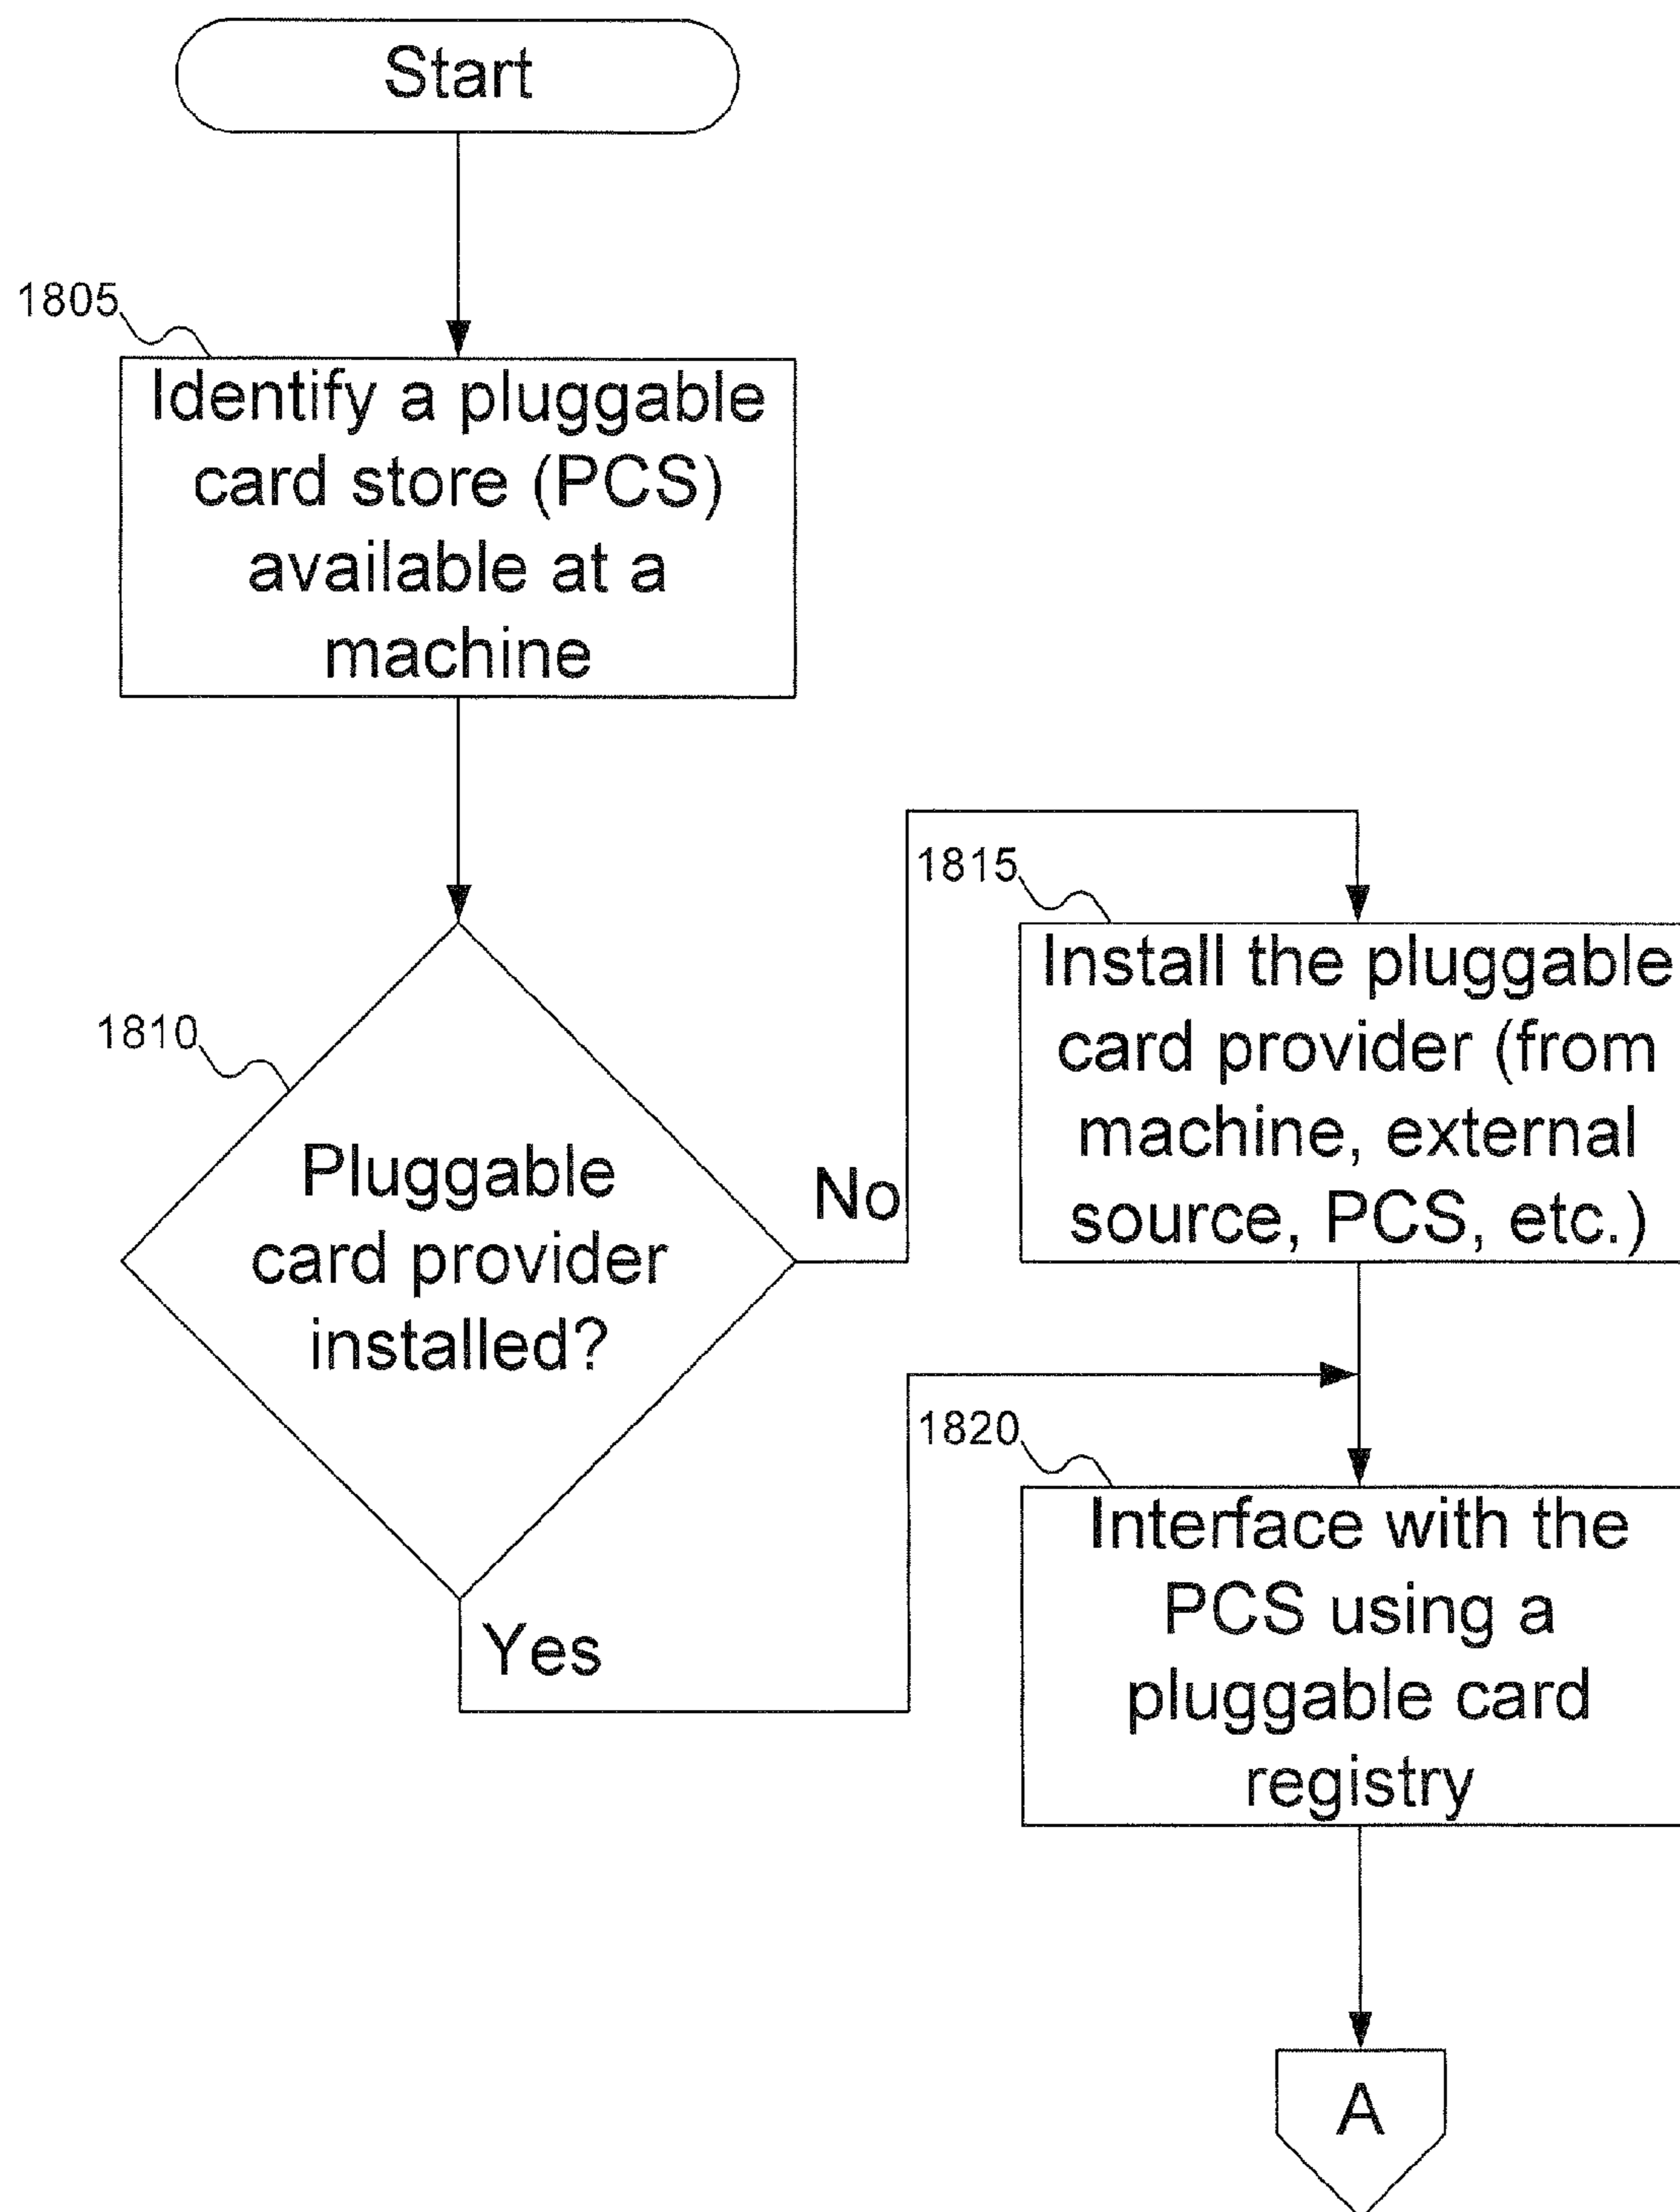 Start
1805
Identify a pluggable
card store (PCS)
available at a
machine
1810
Pluggable
card provider
installed?
No
Yes
1815
Install the pluggable
card provider (from
machine, external
source, PCS, etc.)
1820
Interface with the
PCS using a
pluggable card
registry
A